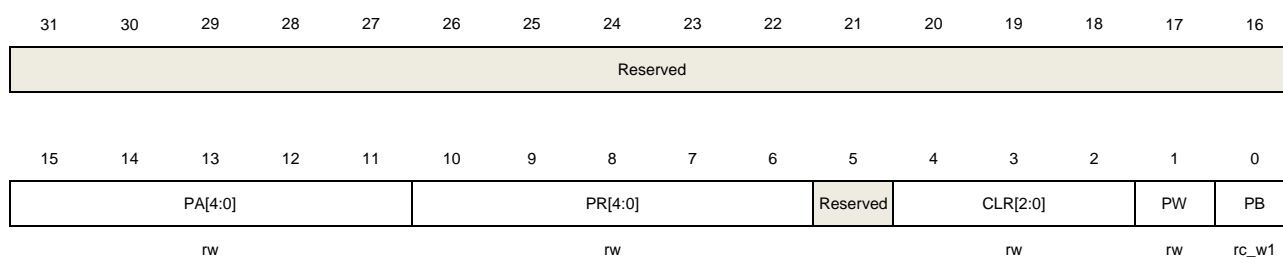 31 30 29 28 27 26 25 24 23 22 21 20 19 18 17 16
Reserved
15 14 13 12 11 10 9 8 7 6 5 4 3 2 1 0
PA[4:0] PR[4:0] Reserved CLR[2:0] PW PB
rw rw rw rw rc_w1